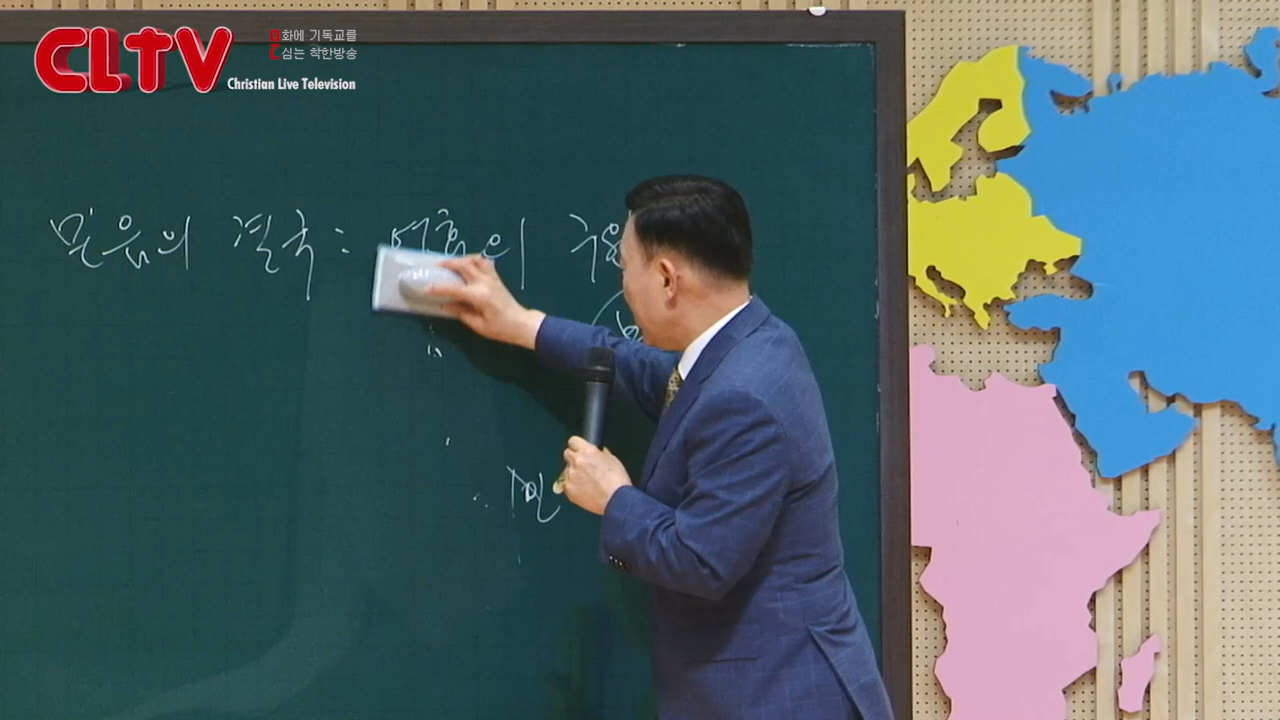 CLTV
문화에 기독교를
심는 착한방송
Christian Live Television
믿음의 결국: 영혼의 구원